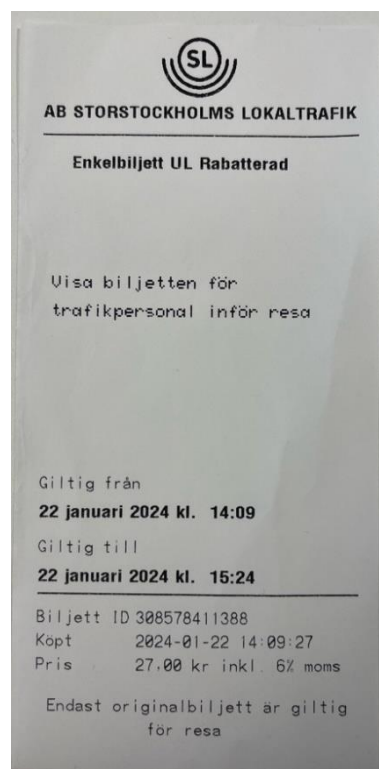 SL
AB STORSTOCKHOLMS LOKALTRAFIK
Enkelbiljett UL Rabatterad
Visa biljetten för
trafikpersonal inför resa
Giltig från
22 januari 2024 kl. 14:09
Giltig till
22 januari 2024 kl. 15:24
Biljett ID 308578411388
Köpt 2024-01-22 14:09:27
Pris 27,00 kr inkl. 6% moms
Endast originalbiljett är giltig
för resa